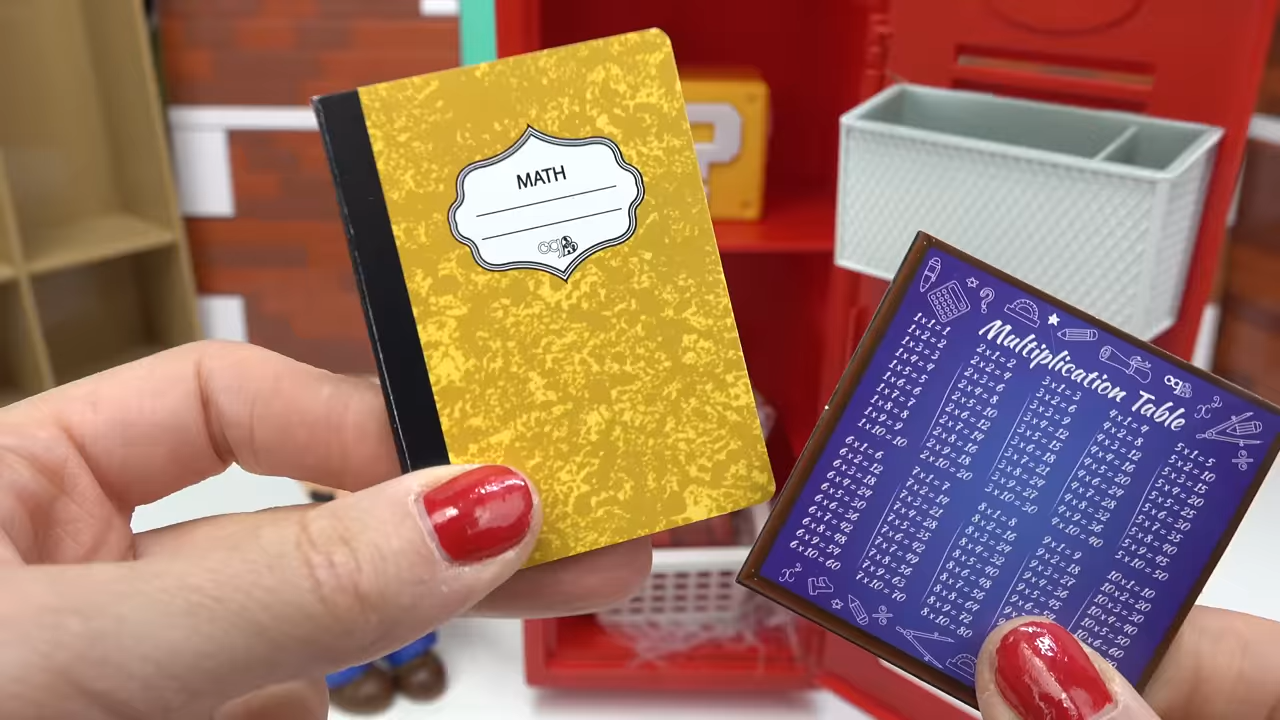 MATH
Multiplication Table
1x1=1
1x2=2
1x3=3
1x4=4
1x5=5
1x6=6
1x7=7
1x8=8
1x9=9
1x10=10
2x1=2
2x2=4
2x3=6
2x4=8
2x5=10
2x6=12
2x7=14
2x8=16
2x9=18
2x10=20
3x1=3
3x2=6
3x3=9
3x4=12
3x5=15
3x6=18
3x7=21
3x8=24
3x9=27
3x10=30
4x1=4
4x2=8
4x3=12
4x4=16
4x5=20
4x6=24
4x7=28
4x8=32
4x9=36
4x10=40
5x1=5
5x2=10
5x3=15
5x4=20
5x5=25
5x6=30
5x7=35
5x8=40
5x9=45
5x10=50
6x1=6
6x2=12
6x3=18
6x4=24
6x5=30
6x6=36
6x7=42
6x8=48
6x9=54
6x10=60
7x1=7
7x2=14
7x3=21
7x4=28
7x5=35
7x6=42
7x7=49
7x8=56
7x9=63
7x10=70
8x1=8
8x2=16
8x3=24
8x4=32
8x5=40
8x6=48
8x7=56
8x8=64
8x9=72
8x10=80
9x1=9
9x2=18
9x3=27
9x4=36
9x5=45
9x6=54
10x1=10
10x2=20
10x3=30
10x4=40
10x5=50
10x6=60